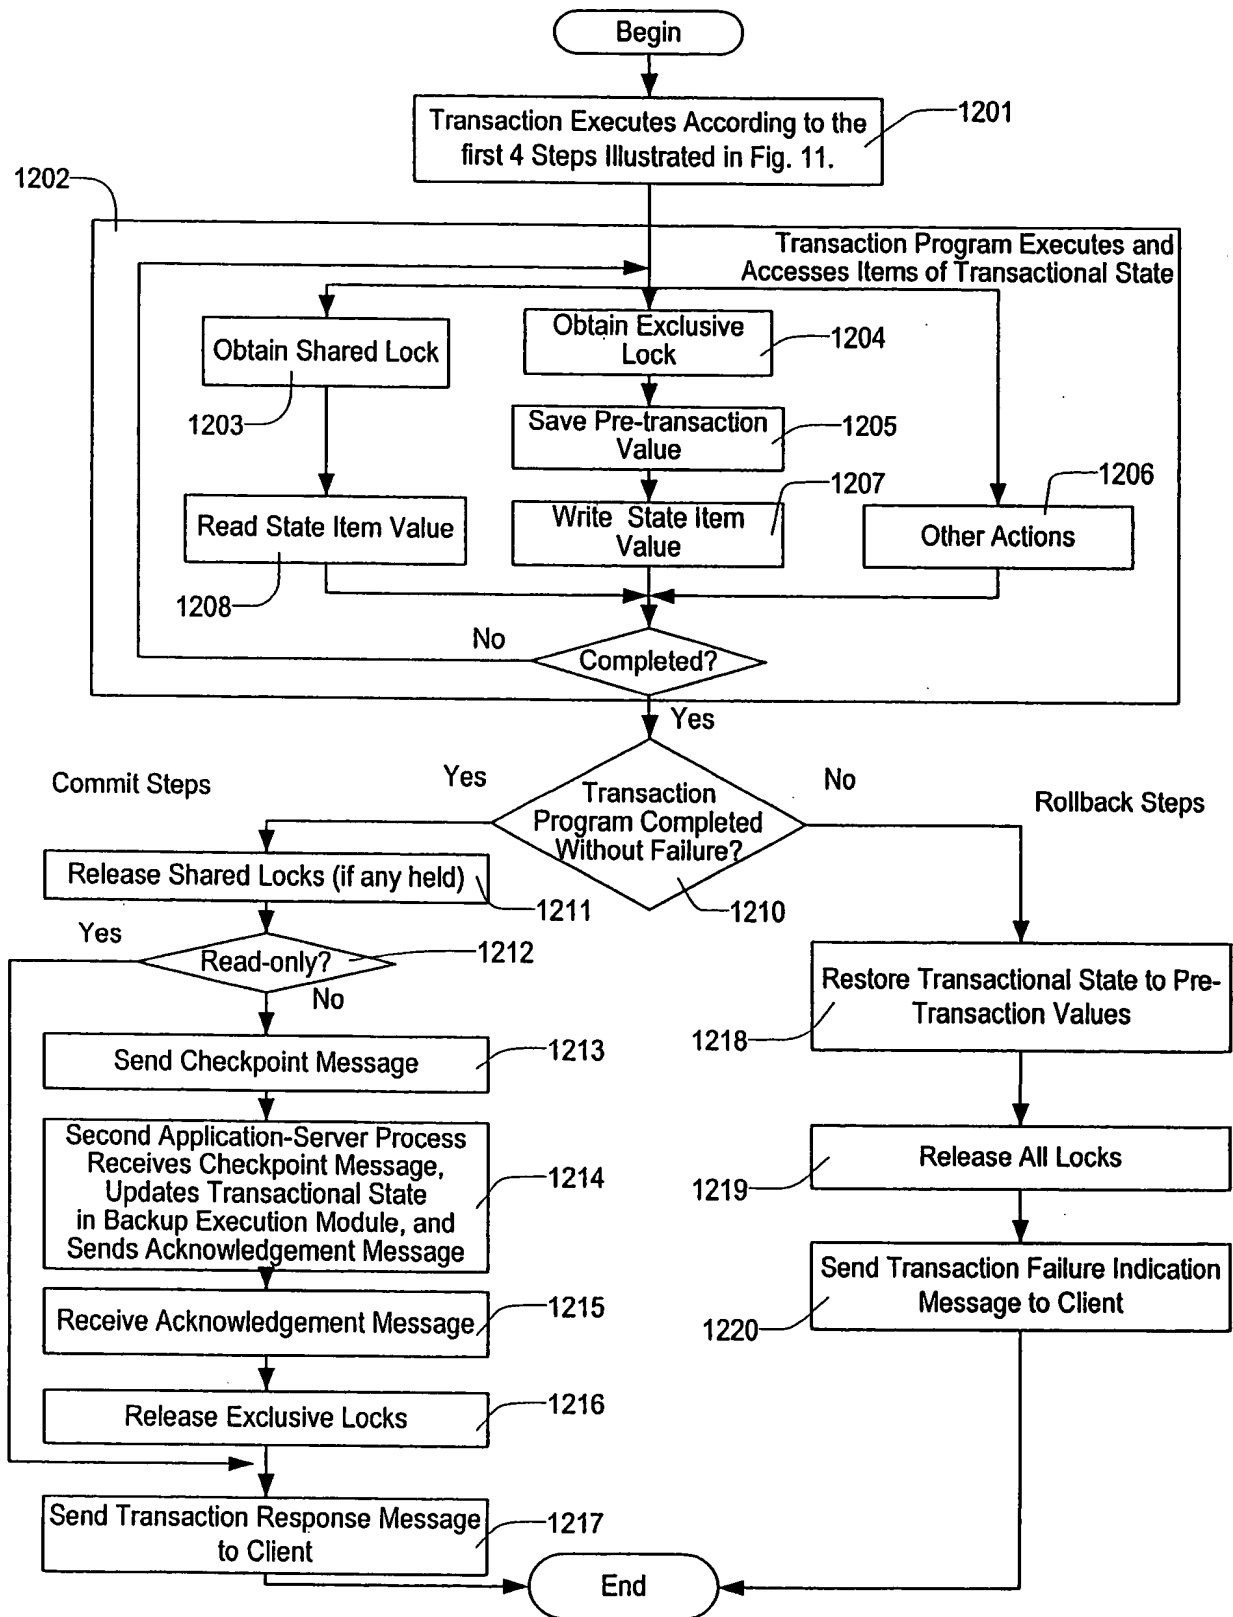 Begin
Transaction Executes According to the
first 4 Steps Illustrated in Fig. 11.
1201
1202
Transaction Program Executes and
Accesses Items of Transactional State
Obtain Shared Lock
1203
Obtain Exclusive
Lock
1204
Save Pre-transaction
Value
1205
1206
1207
Read State Item Value
1208
Write State Item
Value
Other Actions
No
Completed?
Yes
Commit Steps
Yes
Transaction
Program Completed
Without Failure?
1210
No
Rollback Steps
Release Shared Locks (if any held)
1211
Yes
Read-only?
1212
No
Restore Transactional State to Pre-
Transaction Values
1218
Send Checkpoint Message
1213
Second Application-Server Process
Receives Checkpoint Message,
Updates Transactional State
in Backup Execution Module, and
Sends Acknowledgement Message
1214
Release All Locks
1219
Receive Acknowledgement Message
1215
Send Transaction Failure Indication
Message to Client
1220
Release Exclusive Locks
1216
Send Transaction Response Message
to Client
1217
End